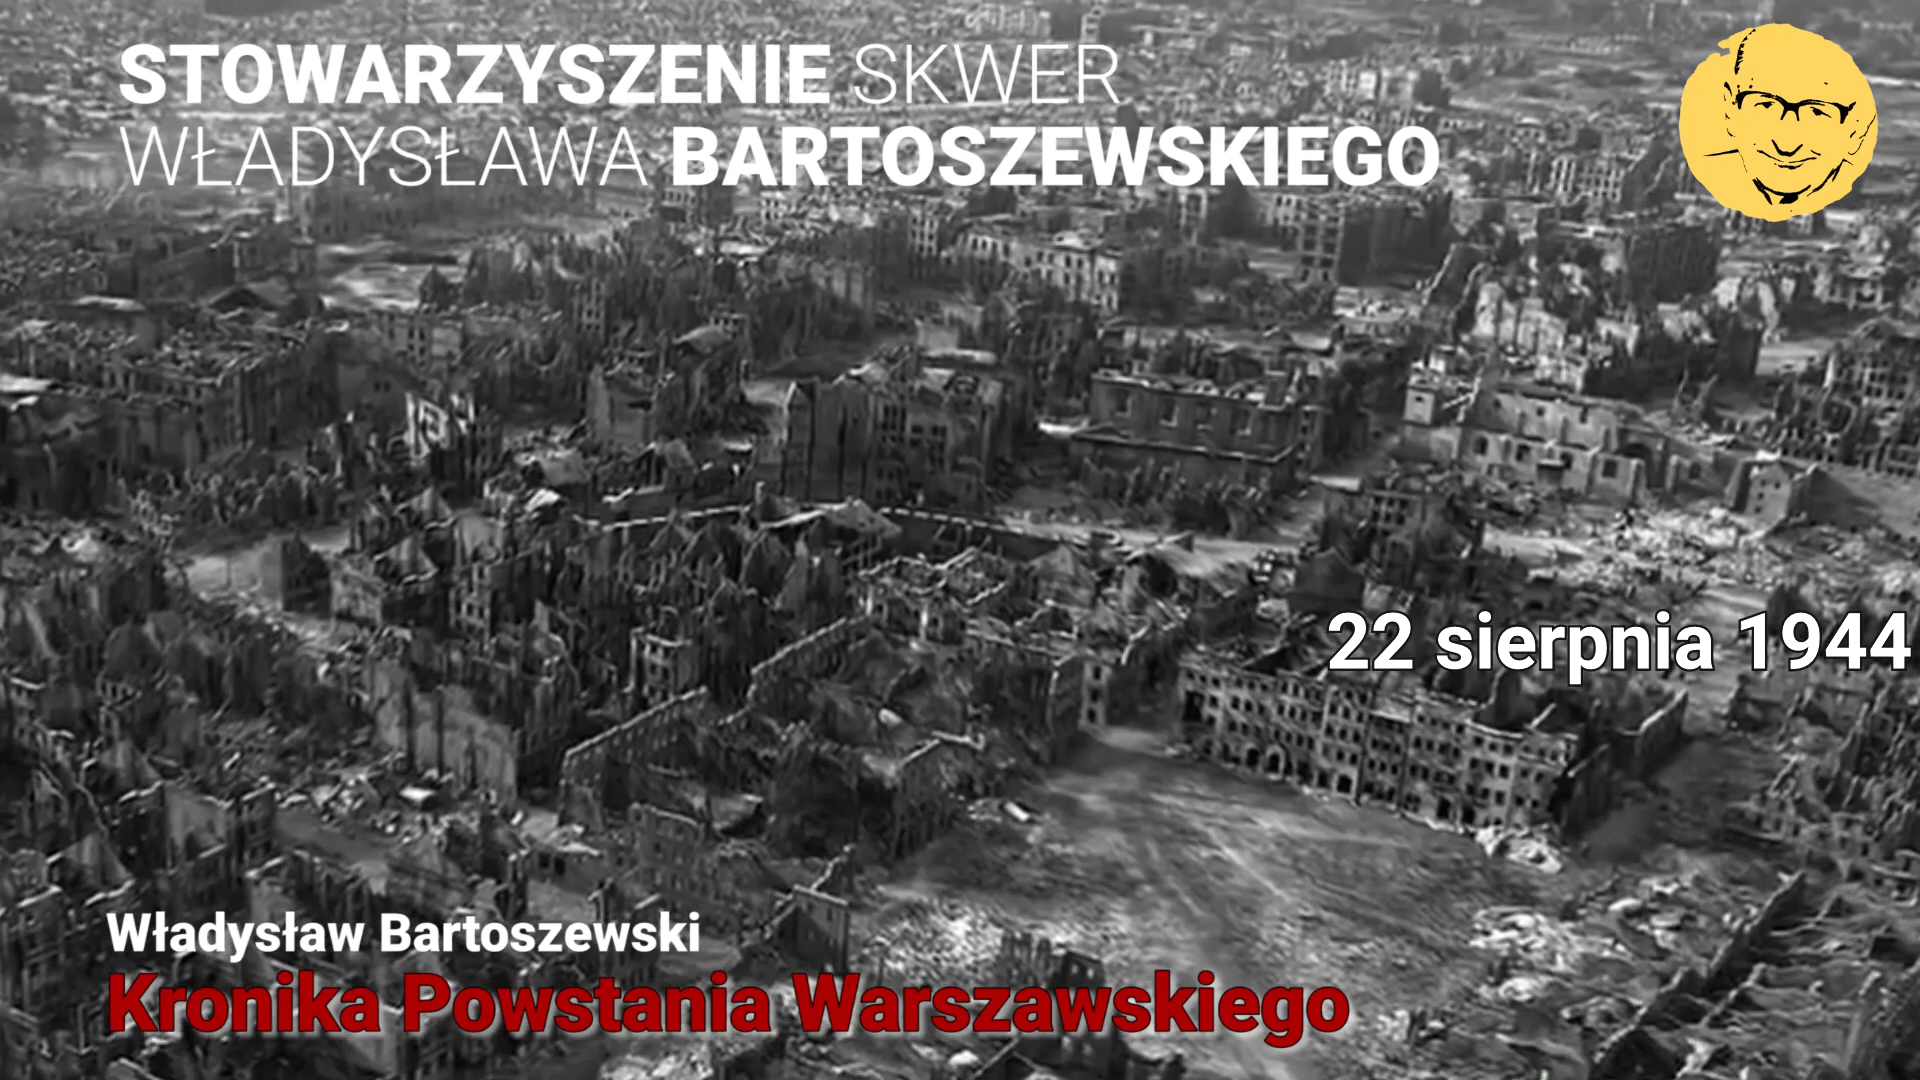 STOWARZYSZENIE SKWER
WŁADYSŁAWA BARTOSZEWSKIEGO
22 sierpnia 1944
Władysław Bartoszewski
Kronika Powstania Warszawskiego